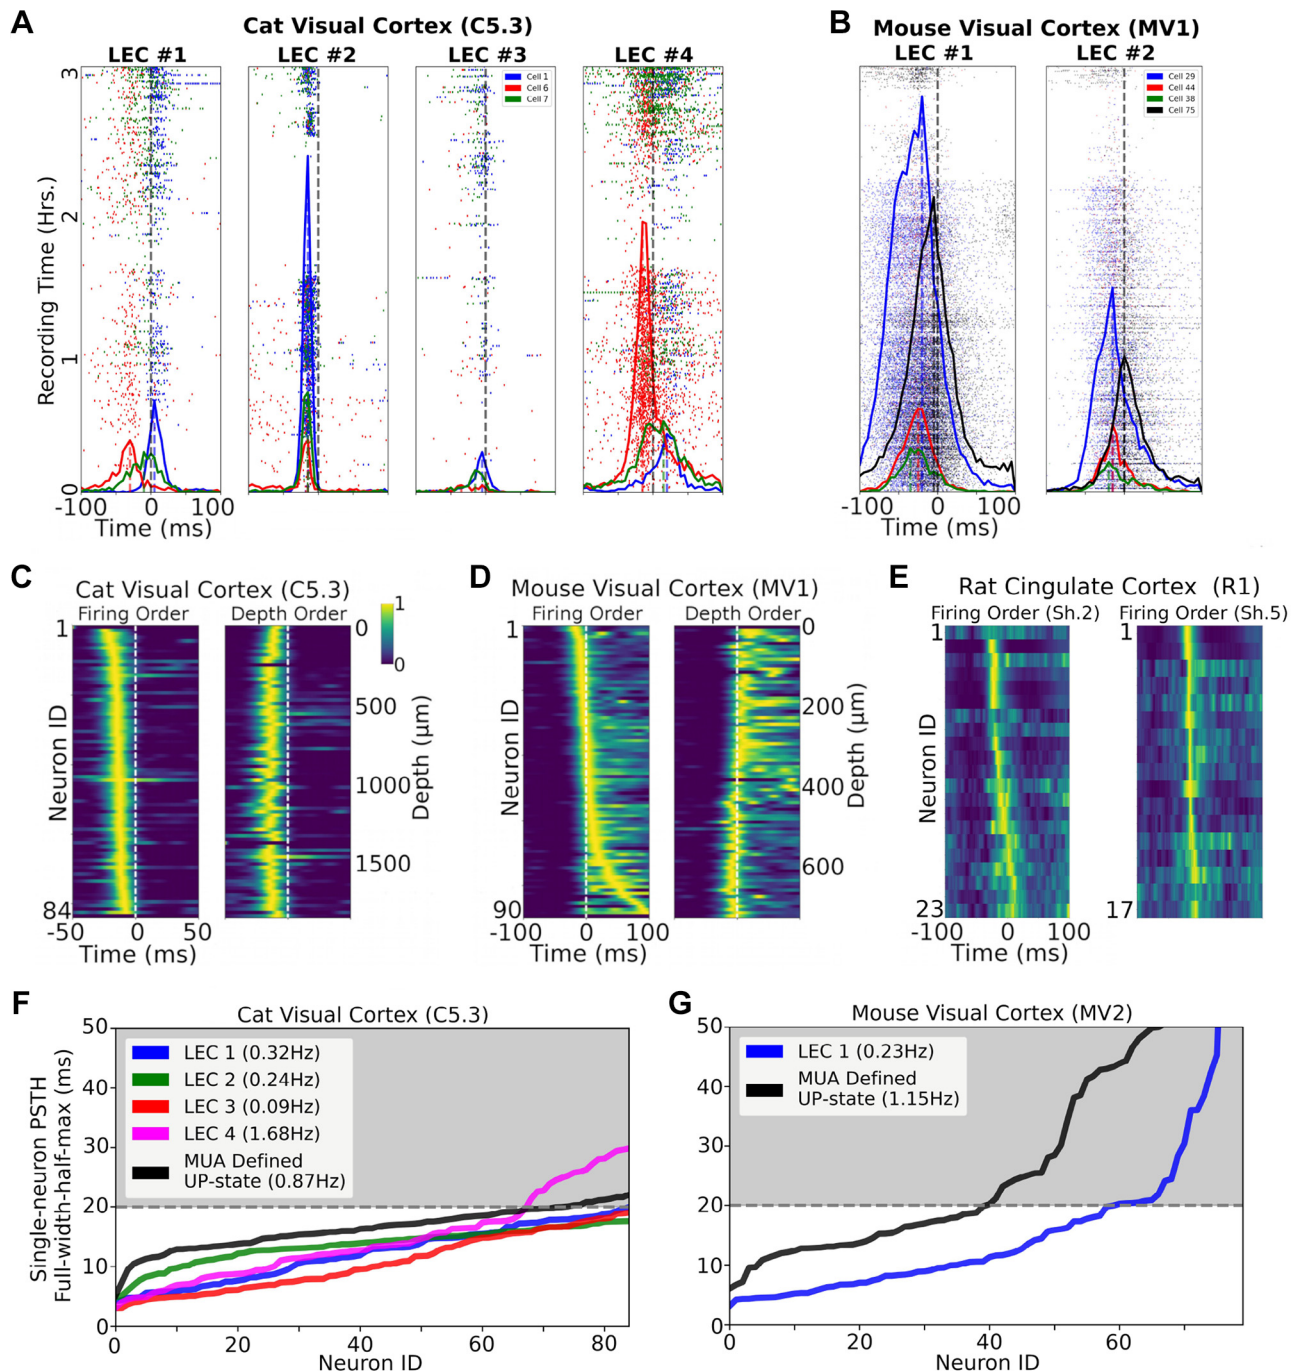 A
Cat Visual Cortex (C5.3)
LEC #1
LEC #2
LEC #3
LEC #4
Cell 1
Cell 6
Cell 7
Recording Time (Hrs.)
3
2
1
0
-100 0 100
Time (ms)
B
Mouse Visual Cortex (MV1)
LEC #1
LEC #2
Cell 29
Cell 44
Cell 38
Cell 75
-100 0 100
Time (ms)
C
Cat Visual Cortex (C5.3)
Firing Order
Depth Order
1
0
Neuron ID
1
84
-50 0 50
Time (ms)
0
500
1000
1500
Depth (μm)
D
Mouse Visual Cortex (MV1)
Firing Order
Depth Order
Neuron ID
1
90
-100 0 100
Time (ms)
0
200
400
600
Depth (μm)
E
Rat Cingulate Cortex (R1)
Firing Order (Sh.2)
Firing Order (Sh.5)
Neuron ID
1
23
1
17
-100 0 100
Time (ms)
F
Cat Visual Cortex (C5.3)
Single-neuron PSTH
Full-width-half-max (ms)
50
40
30
20
10
0
LEC 1 (0.32Hz)
LEC 2 (0.24Hz)
LEC 3 (0.09Hz)
LEC 4 (1.68Hz)
MUA Defined
UP-state (0.87Hz)
0 20 40 60 80
Neuron ID
G
Mouse Visual Cortex (MV2)
50
40
30
20
10
0
LEC 1 (0.23Hz)
MUA Defined
UP-state (1.15Hz)
0 20 40 60
Neuron ID